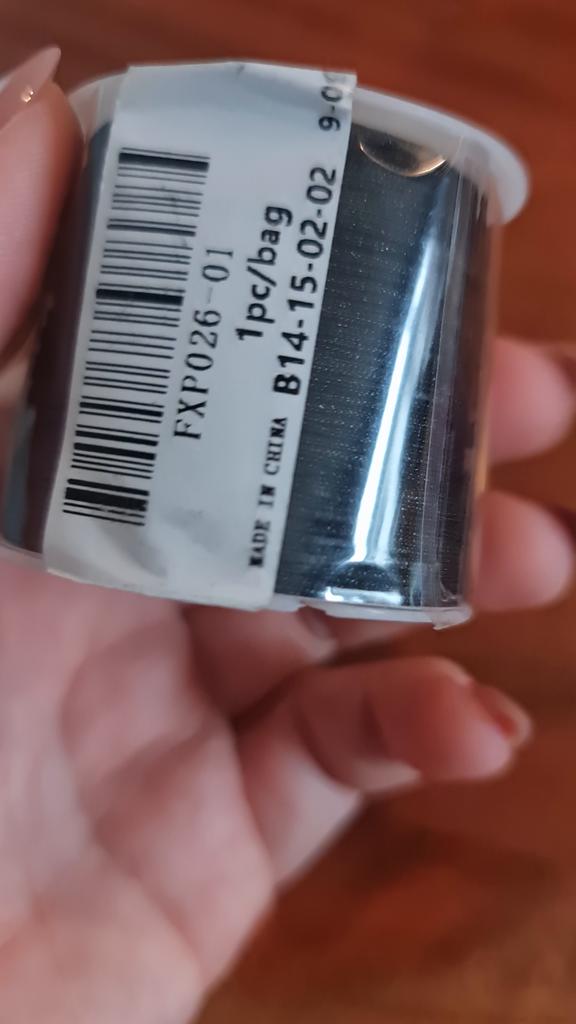 FXP026-01
1pc/bag
B14-15-02-02
MADE IN CHINA